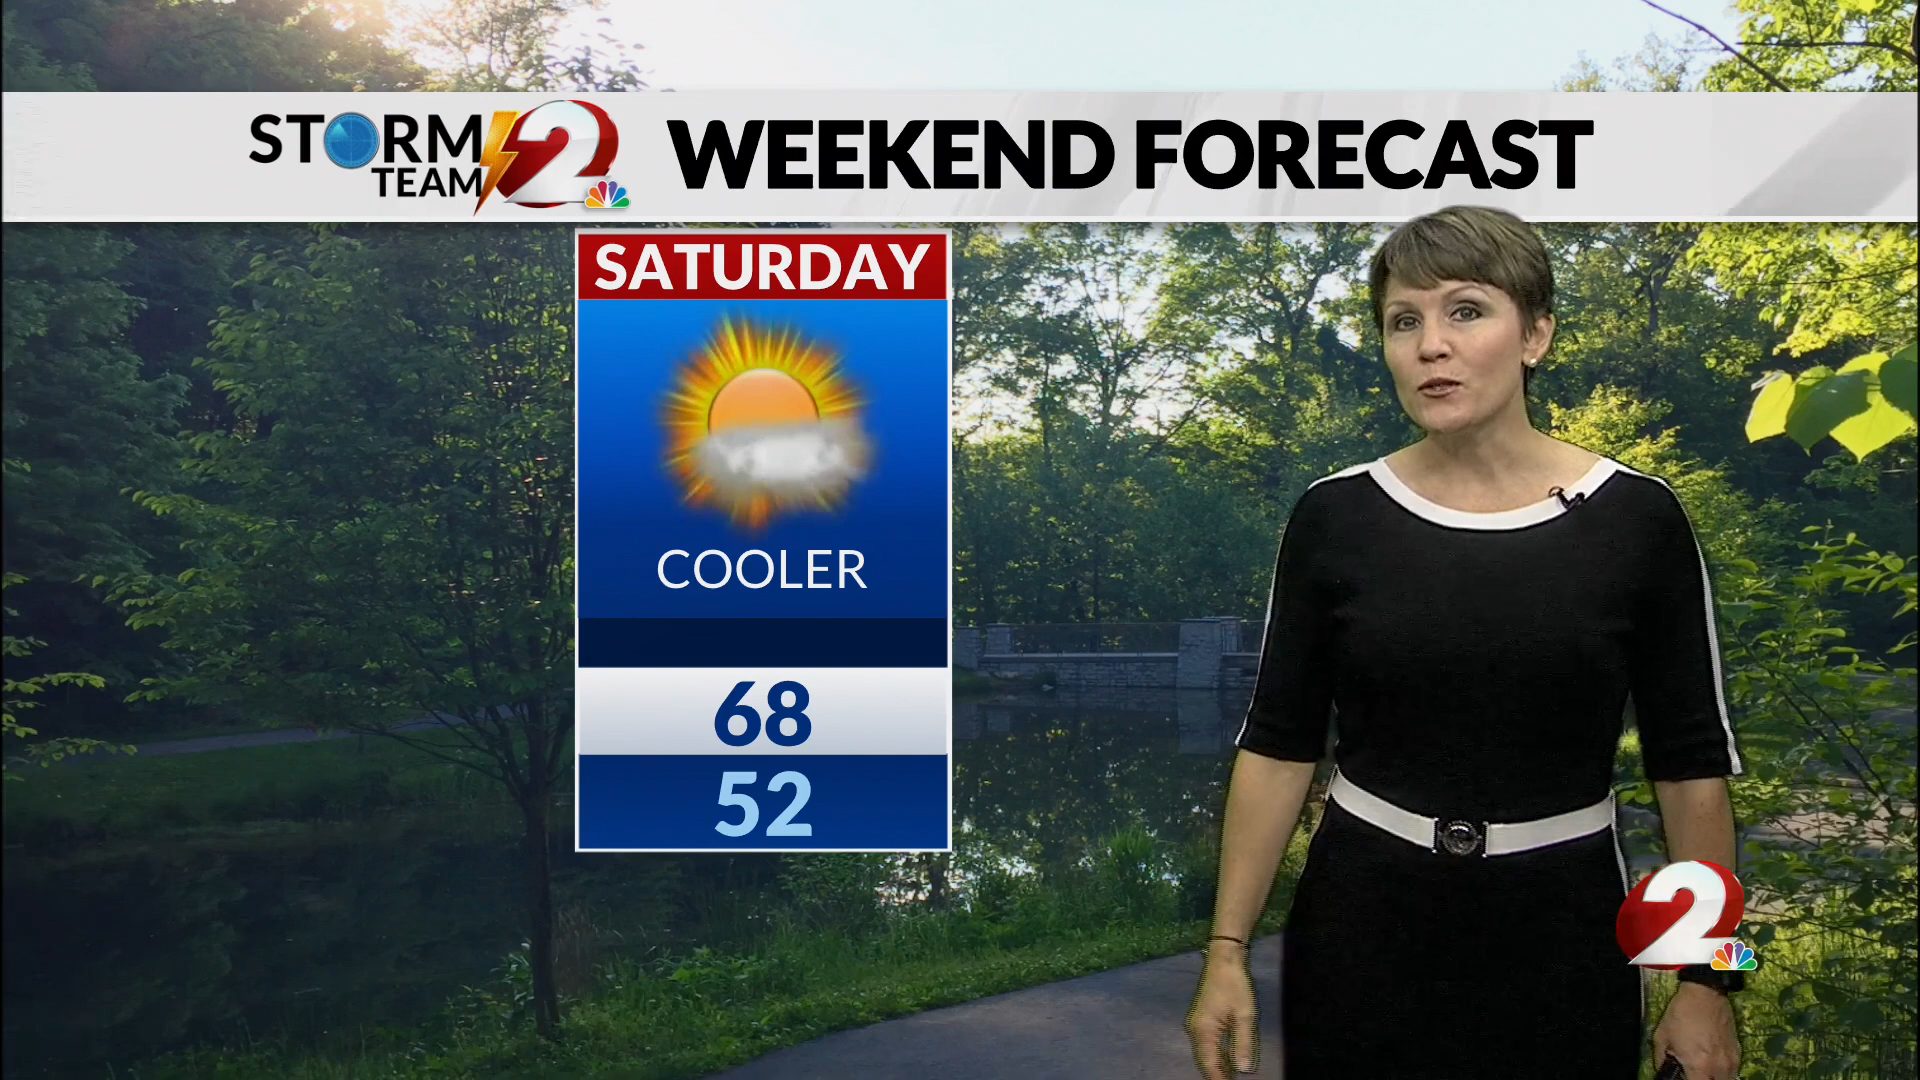 STORM
TEAM
2
WEEKEND FORECAST
SATURDAY
COOLER
68
52
2